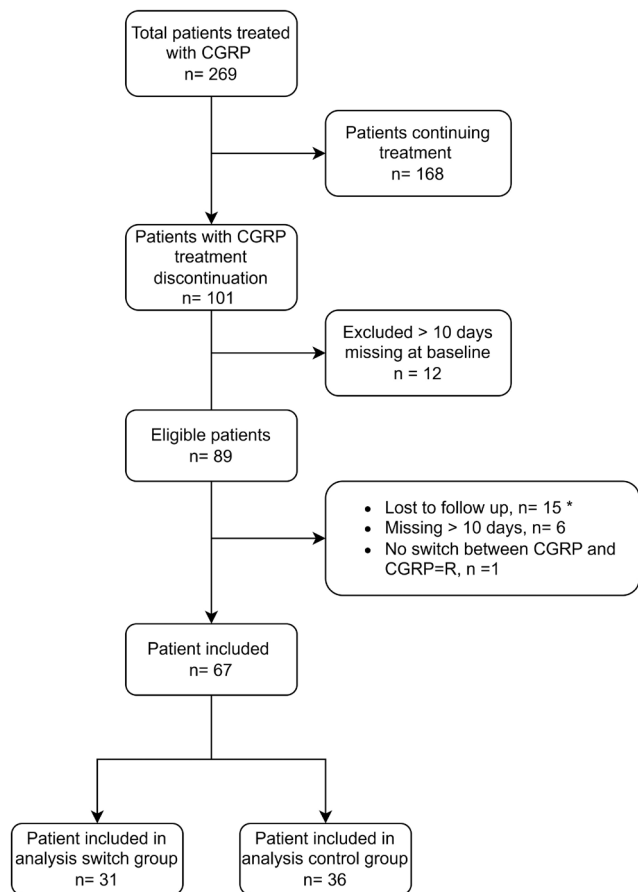 Total patients treated
with CGRP
n= 269
Patients continuing
treatment
n= 168
Patients with CGRP
treatment
discontinuation
n= 101
Excluded > 10 days
missing at baseline
n = 12
Eligible patients
n= 89
• Lost to follow up, n= 15 *
• Missing > 10 days, n= 6
• No switch between CGRP and
CGRP=R, n =1
Patient included
n= 67
Patient included in
analysis switch group
n= 31
Patient included in
analysis control group
n= 36